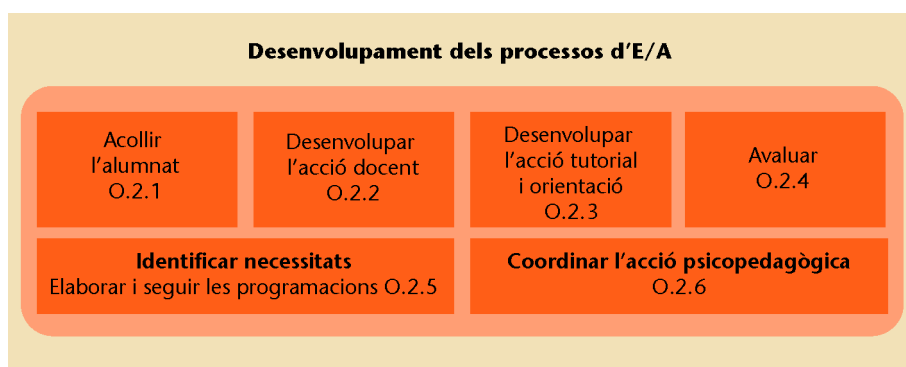 Desenvolupament dels processos d'E/A
Acollir
l'alumnat
O.2.1
Desenvolupar
l'acció docent
O.2.2
Desenvolupar
l'acció tutorial
i orientació
O.2.3
Avaluar
O.2.4
Identificar necessitats
Elaborar i seguir les programacions O.2.5
Coordinar l'acció psicopedagògica
O.2.6